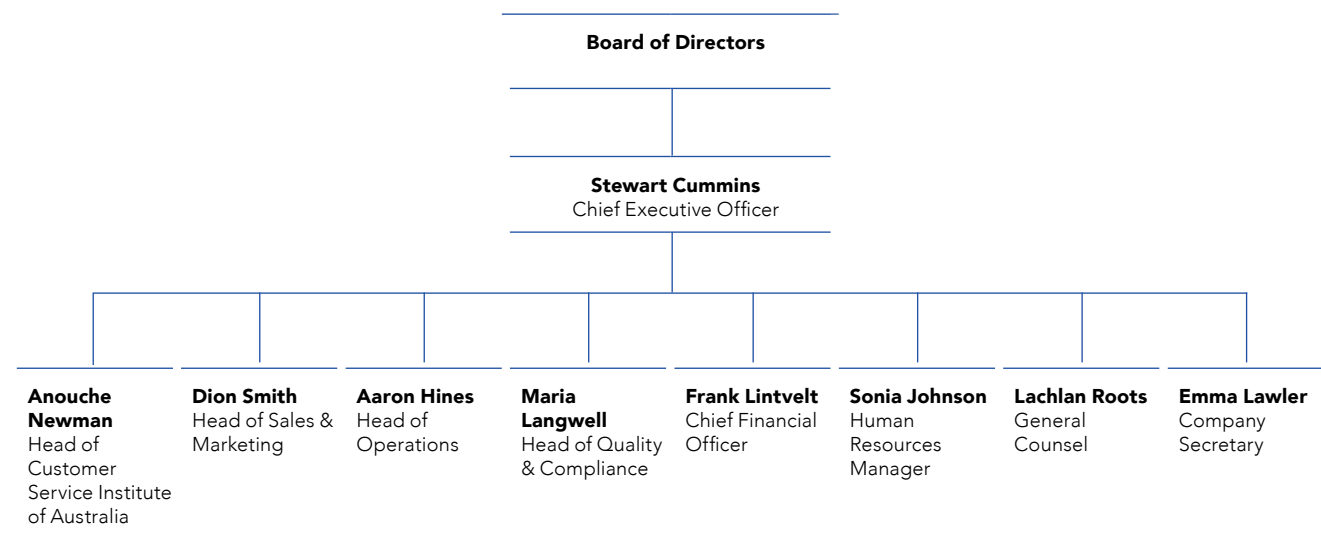 Board of Directors
Stewart Cummins
Chief Executive Officer
Anouche
Newman
Head of
Customer
Service Institute
of Australia
Dion Smith
Head of Sales &
Marketing
Aaron Hines
Head of
Operations
Maria
Langwell
Head of Quality
& Compliance
Frank Lintvelt
Chief Financial
Officer
Sonia Johnson
Human
Resources
Manager
Lachlan Roots
General
Counsel
Emma Lawler
Company
Secretary